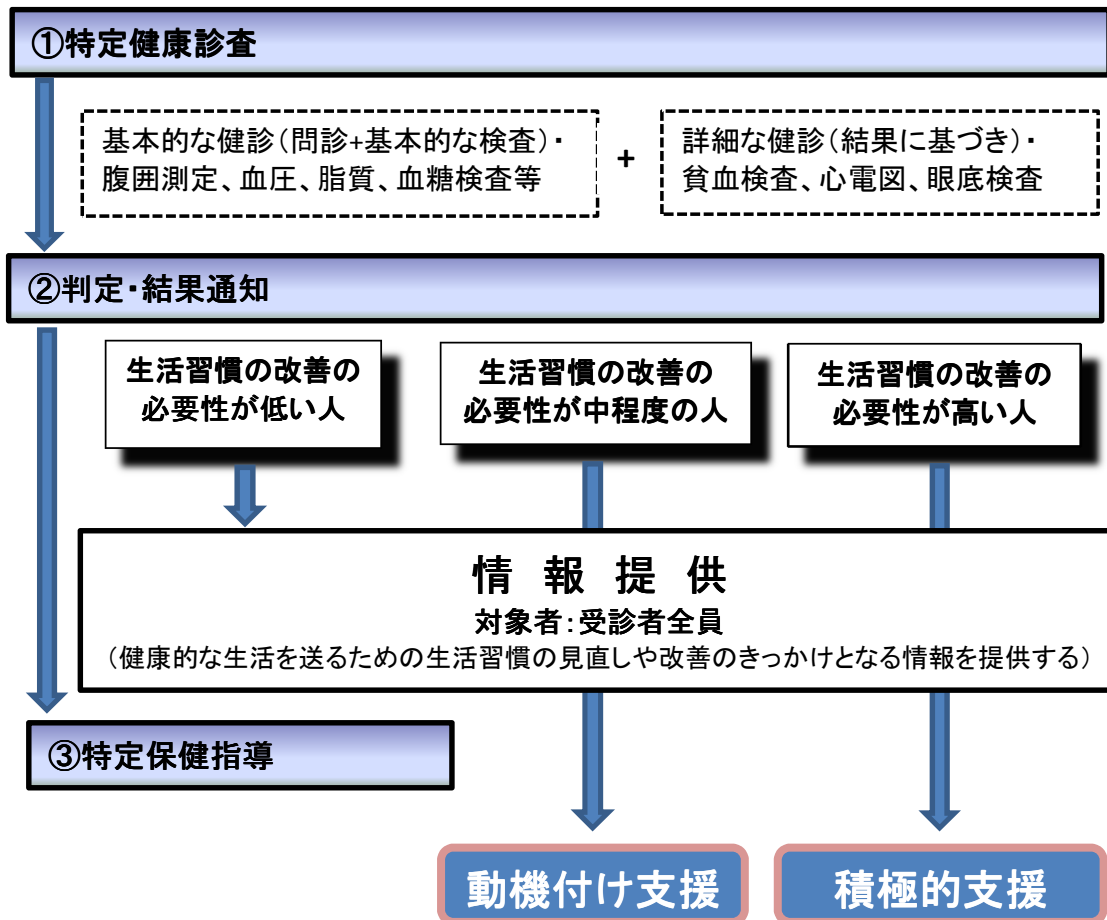 ①特定健康診査
基本的な健診(問診+基本的な検査)・
腹囲測定、血圧、脂質、血糖検査等
+
詳細な健診(結果に基づき)・
貧血検査、心電図、眼底検査
②判定・結果通知
生活習慣の改善の
必要性が低い人
生活習慣の改善の
必要性が中程度の人
生活習慣の改善の
必要性が高い人
情報提供
対象者:受診者全員
(健康的な生活を送るための生活習慣の見直しや改善のきっかけとなる情報を提供する)
③特定保健指導
動機付け支援
積極的支援